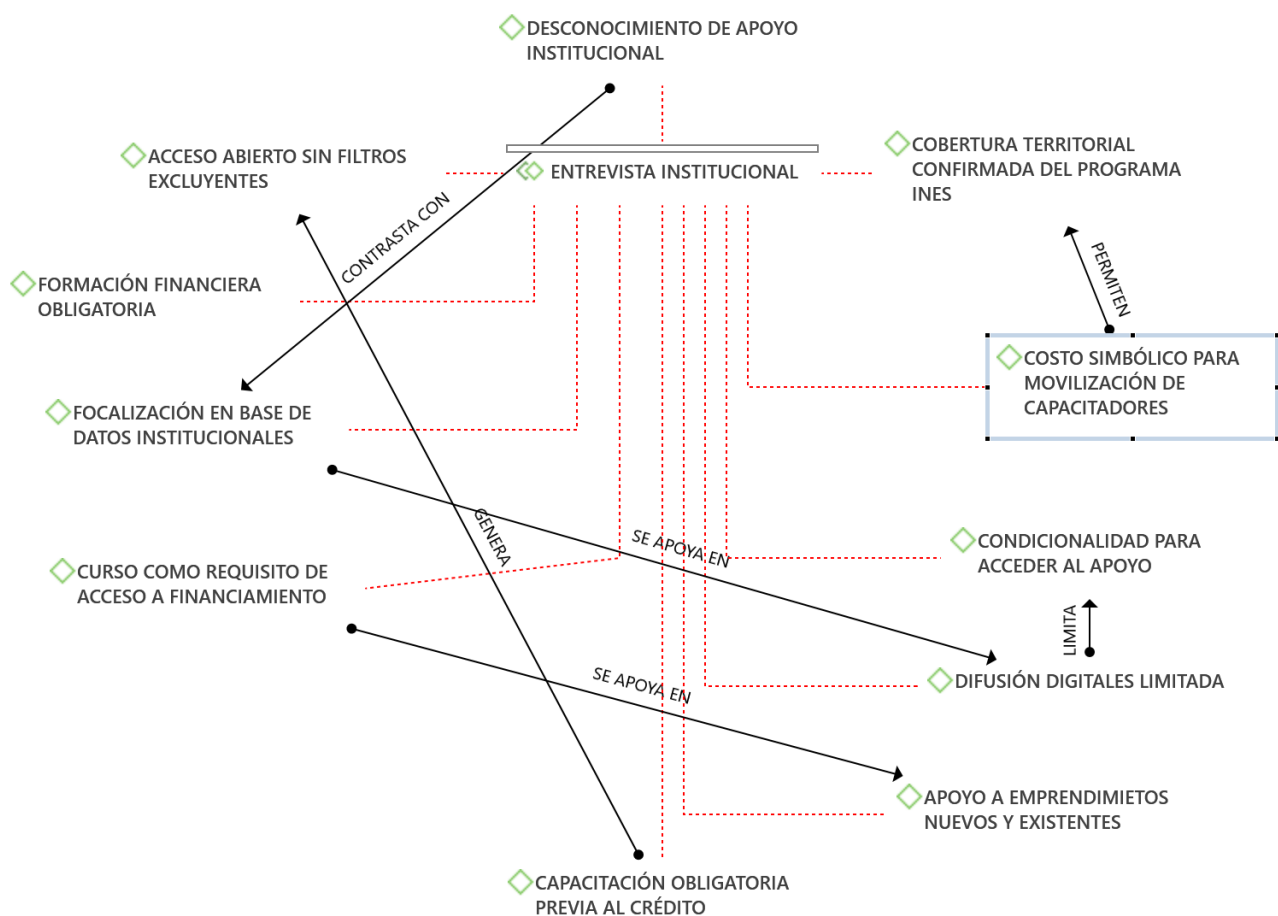 DESCONOCIMIENTO DE APOYO
INSTITUCIONAL
ACCESO ABIERTO SIN FILTROS
EXCLUYENTES
ENTREVISTA INSTITUCIONAL
COBERTURA TERRITORIAL
CONFIRMADA DEL PROGRAMA
INES
CONTRASTA CON
PERMITEN
FORMACIÓN FINANCIERA
OBLIGATORIA
COSTO SIMBÓLICO PARA
MOVILIZACIÓN DE
CAPACITADORES
FOCALIZACIÓN EN BASE DE
DATOS INSTITUCIONALES
GENERA
SE APOYA EN
CONDICIONALIDAD PARA
ACCEDER AL APOYO
CURSO COMO REQUISITO DE
ACCESO A FINANCIAMIENTO
LIMITA
SE APOYA EN
DIFUSIÓN DIGITALES LIMITADA
APOYO A EMPRENDIMIETOS
NUEVOS Y EXISTENTES
CAPACITACIÓN OBLIGATORIA
PREVIA AL CRÉDITO